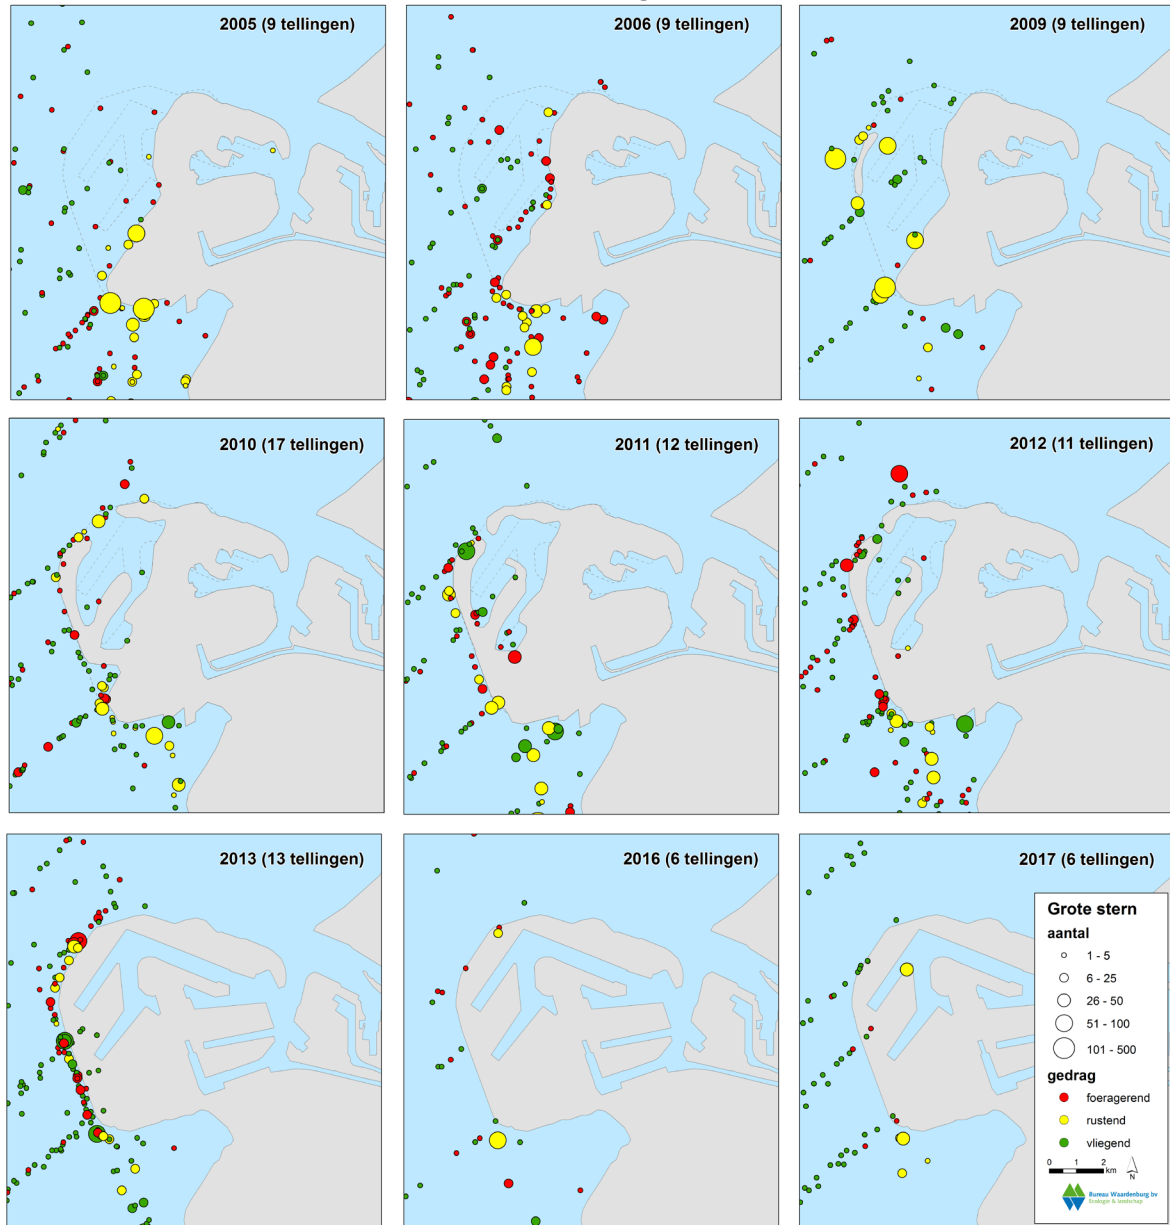 2005 (9 tellingen)
2006 (9 tellingen)
2009 (9 tellingen)
2010 (17 tellingen)
2011 (12 tellingen)
2012 (11 tellingen)
2013 (13 tellingen)
2016 (6 tellingen)
2017 (6 tellingen)
Grote stern
aantal
1 - 5
6 - 25
26 - 50
51 - 100
101 - 500
gedrag
foeragerend
rustend
vliegend
0 1 2
km
N
Bureau Waardenburg bv
Ecologie & landschap